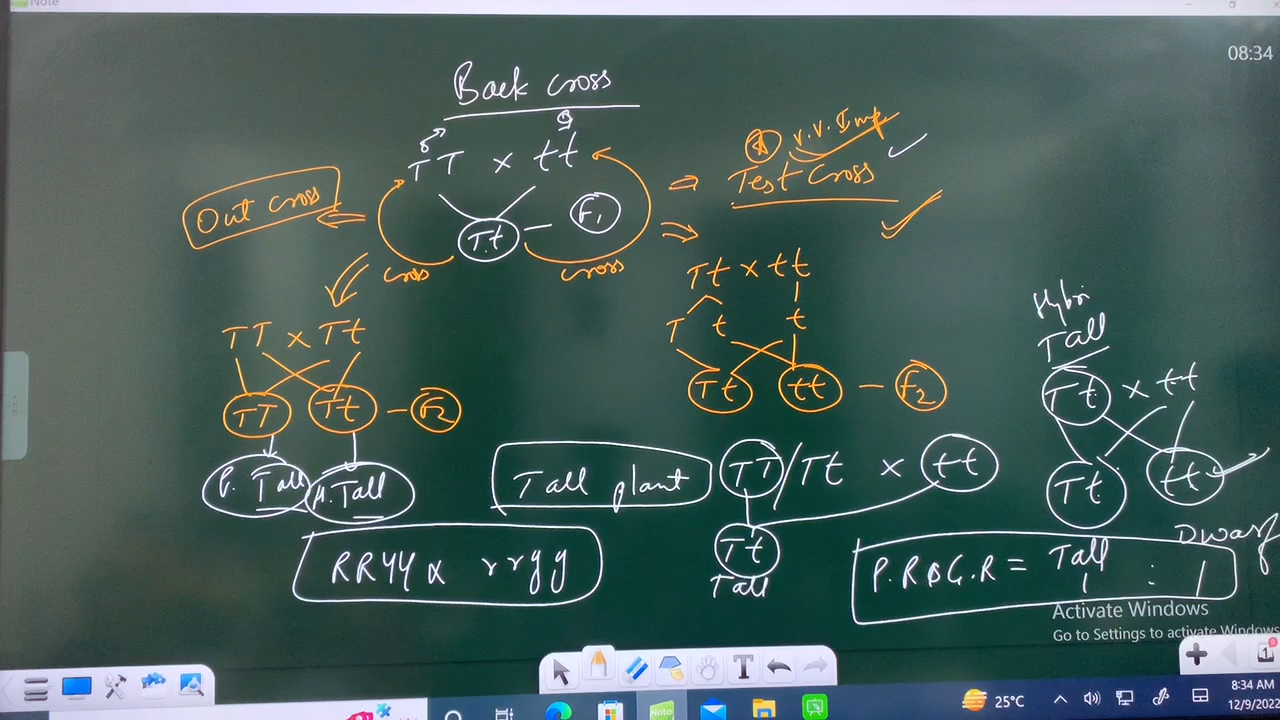 Note
08:34
Back cross
♂ ♀
TT x tt
Out cross
Tt - F1
cross
cross
V.V. Imp
Test Cross
TT x Tt
TT Tt - F2
P. Tall H. Tall
Tt x tt
T t t
Tt tt - F2
Hybri
Tall
Tt x tt
Tt tt
Dwarf
Tall plant
TT/Tt x tt
Tt
Tall
RRYY x rryy
P.R & G.R = Tall : 
1 : 1
Activate Windows
Go to Settings to activate Windows
T
25°C
8:34 AM
12/9/2022